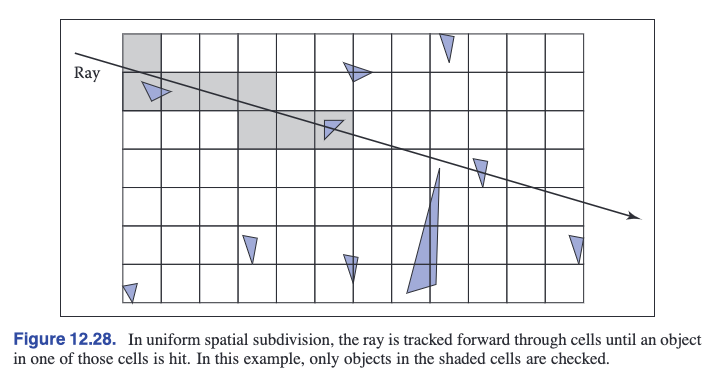 Ray
Figure 12.28. In uniform spatial subdivision, the ray is tracked forward through cells until an object
in one of those cells is hit. In this example, only objects in the shaded cells are checked.